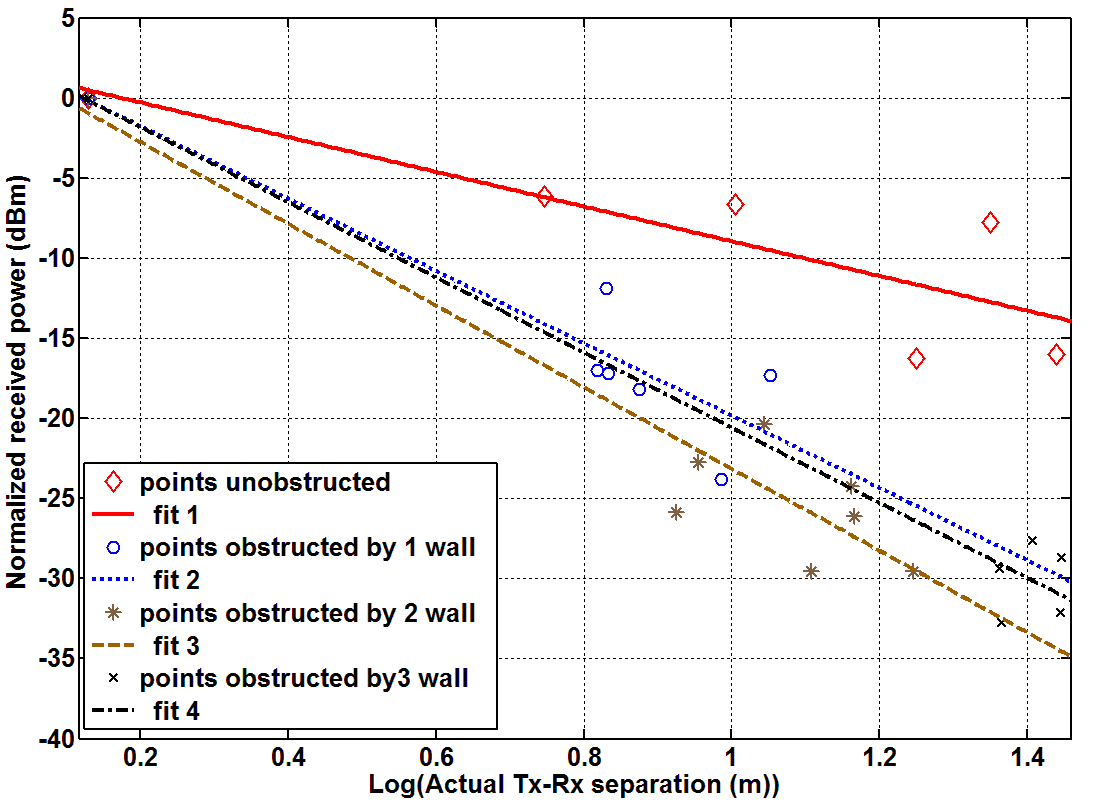 5
0
-5
-10
-15
-20
-25
-30
-35
-40
Normalized received power (dBm)
points unobstructed
fit 1
points obstructed by 1 wall
fit 2
points obstructed by 2 wall
fit 3
points obstructed by3 wall
fit 4
0.2 0.4 0.6 0.8 1 1.2 1.4
Log(Actual Tx-Rx separation (m))